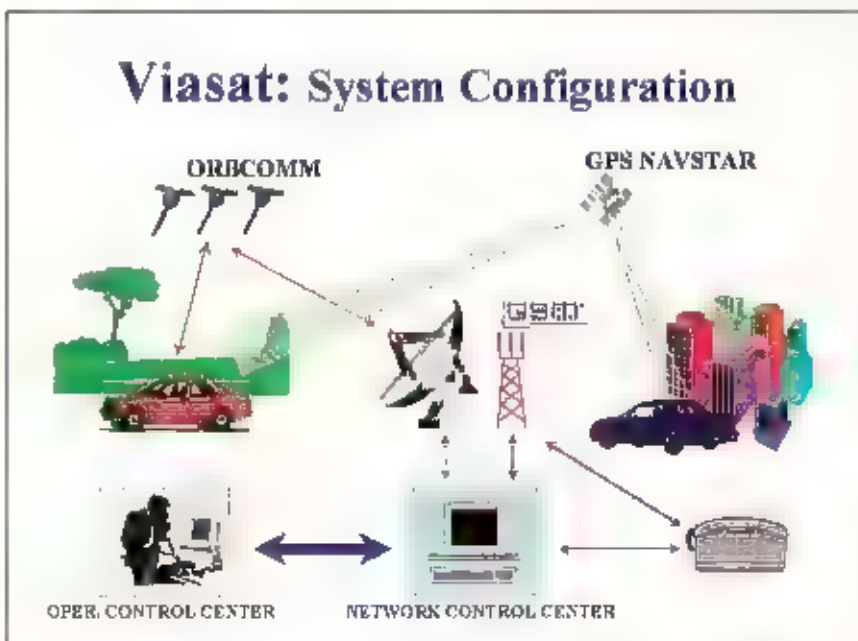 Viasat: System Configuration
ORBCOMM
GPS NAVSTAR
GSM
OPER. CONTROL CENTER
NETWORK CONTROL CENTER